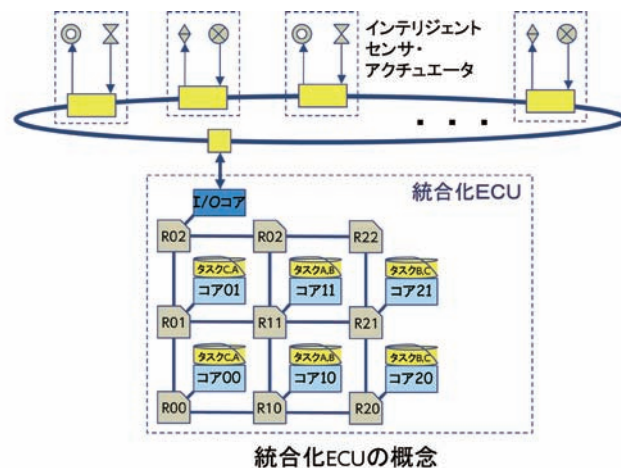 インテリジェント
センサ・
アクチュエータ
統合化ECU
I/Oコア
R02
R02
R22
タスクC,A
コア01
タスクA,B
コア11
タスクB,C
コア21
R01
R11
R21
タスクC,A
コア00
タスクA,B
コア10
タスクB,C
コア20
R00
R10
R20
統合化ECUの概念